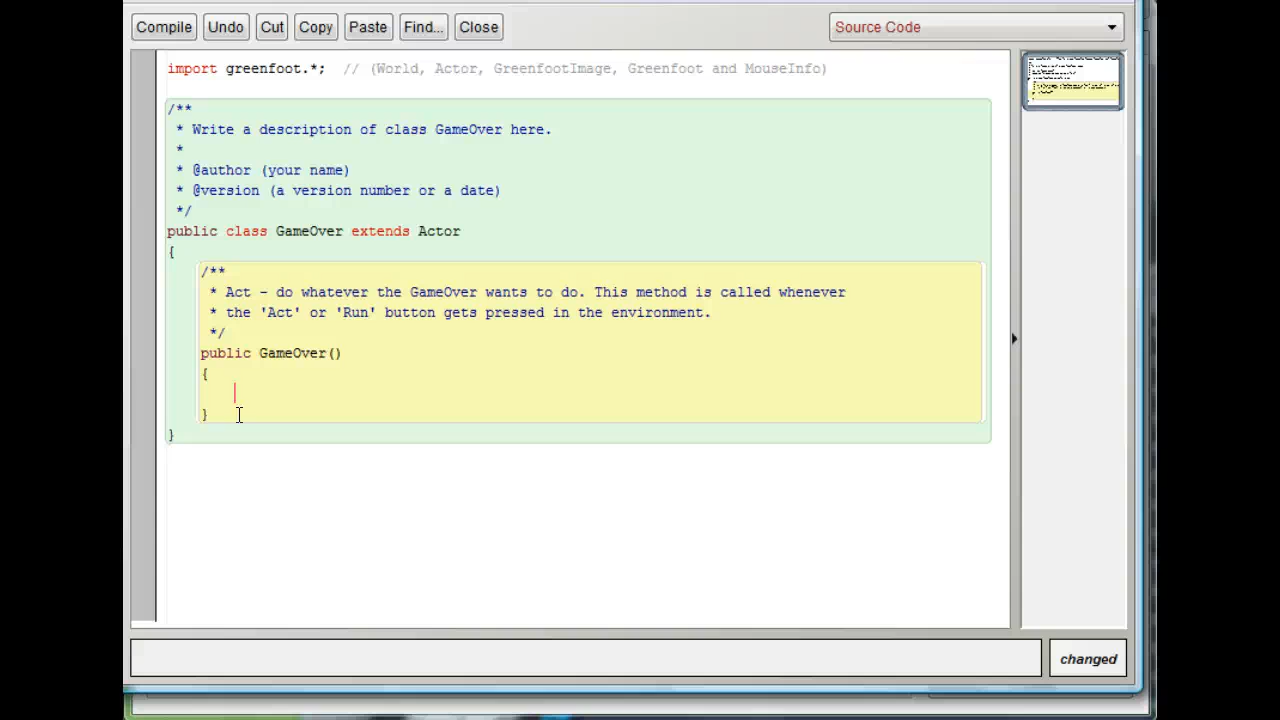 Compile Undo Cut Copy Paste Find... Close Source Code
import greenfoot.*;  // (World, Actor, GreenfootImage, Greenfoot and MouseInfo)
/**
 * Write a description of class GameOver here.
 *
 * @author (your name)
 * @version (a version number or a date)
 */
public class GameOver extends Actor
{
    /**
     * Act - do whatever the GameOver wants to do. This method is called whenever
     * the 'Act' or 'Run' button gets pressed in the environment.
     */
    public GameOver()
    {
    }
}
changed